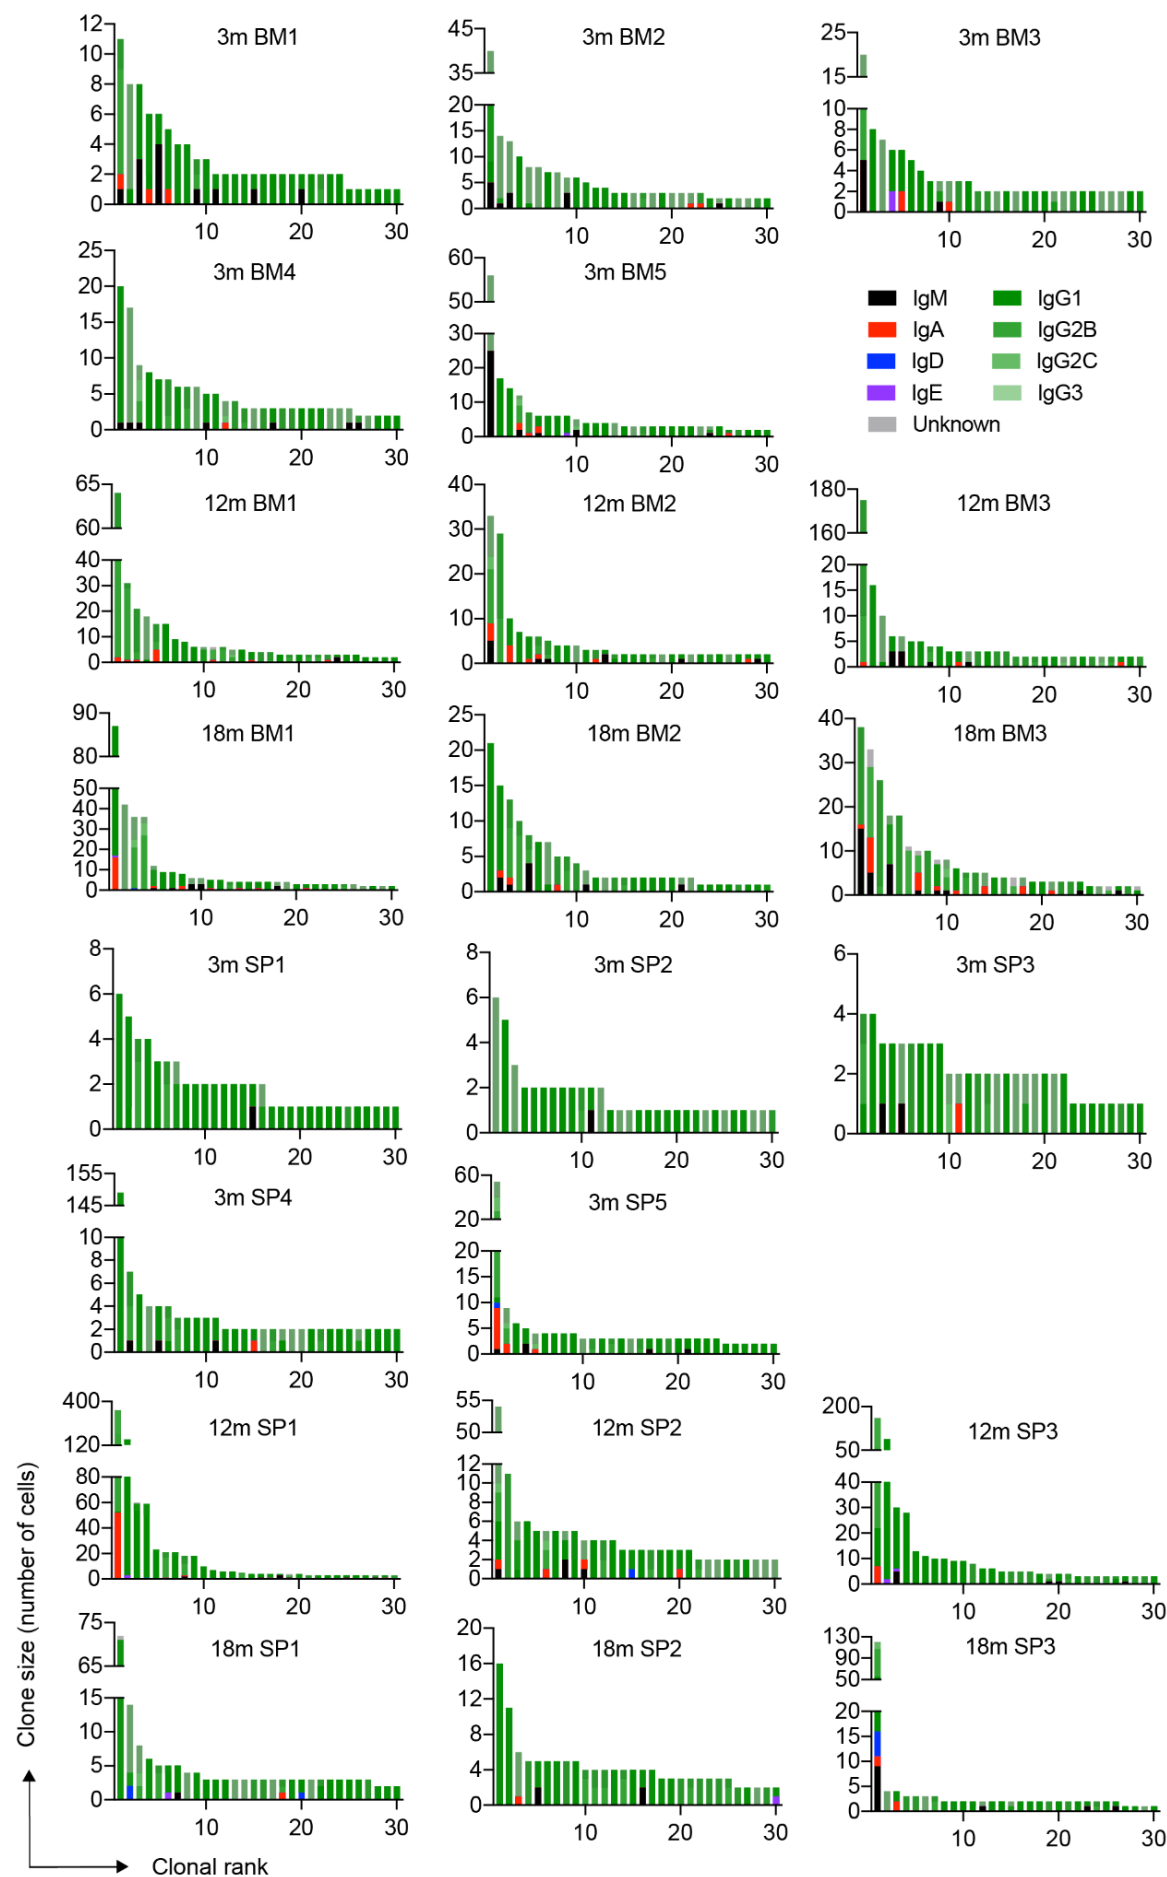 3m BM1
12
10
8
6
4
2
0
10 20 30
3m BM2
45
35
20
15
10
5
0
10 20 30
3m BM3
25
15
10
8
6
4
2
0
10 20 30
3m BM4
25
20
15
10
5
0
10 20 30
3m BM5
60
50
30
20
10
0
10 20 30
IgM IgG1
IgA IgG2B
IgD IgG2C
IgE IgG3
Unknown
12m BM1
65
60
40
30
20
10
0
10 20 30
12m BM2
40
30
20
10
0
10 20 30
12m BM3
180
160
20
15
10
5
0
10 20 30
18m BM1
90
80
50
40
30
20
10
0
10 20 30
18m BM2
25
20
15
10
5
0
10 20 30
18m BM3
40
30
20
10
0
10 20 30
3m SP1
8
6
4
2
0
10 20 30
3m SP2
8
6
4
2
0
10 20 30
3m SP3
6
4
2
0
10 20 30
3m SP4
155
145
10
8
6
4
2
0
10 20 30
3m SP5
60
20
20
15
10
5
0
10 20 30
12m SP1
400
120
80
60
40
20
0
10 20 30
12m SP2
55
50
12
10
8
6
4
2
0
10 20 30
12m SP3
200
50
40
30
20
10
0
10 20 30
18m SP1
75
65
15
10
5
0
10 20 30
18m SP2
20
16
12
8
4
0
10 20 30
18m SP3
130
90
50
20
15
10
5
0
10 20 30
Clone size (number of cells)
Clonal rank